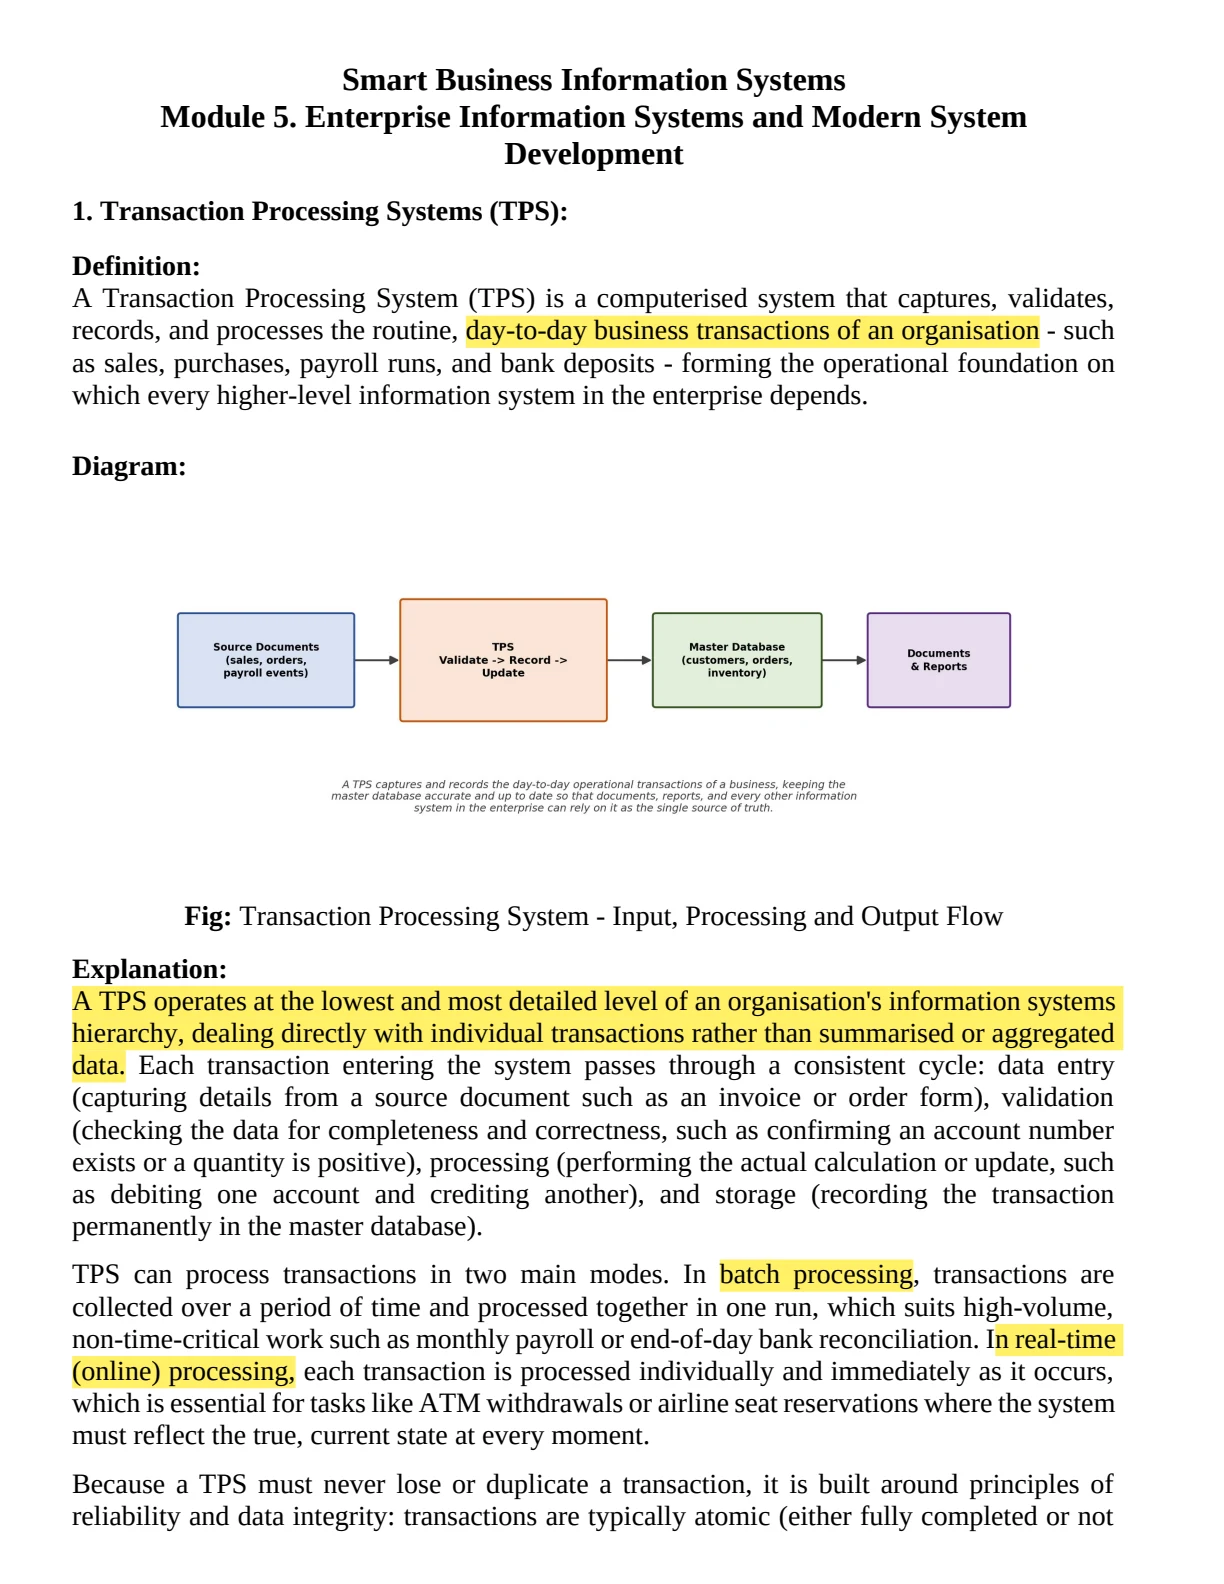 Smart Business Information Systems
Module 5. Enterprise Information Systems and Modern System
Development
1. Transaction Processing Systems (TPS):
Definition:
A Transaction Processing System (TPS) is a computerised system that captures, validates,
records, and processes the routine, day-to-day business transactions of an organisation - such
as sales, purchases, payroll runs, and bank deposits - forming the operational foundation on
which every higher-level information system in the enterprise depends.
Diagram:
Source Documents
(sales, orders,
payroll events)
TPS
Validate -> Record ->
Update
Master Database
(customers, orders,
inventory)
Documents
& Reports
A TPS captures and records the day-to-day operational transactions of a business, keeping the
master database accurate and up to date so that documents, reports, and every other information
system in the enterprise can rely on it as the single source of truth.
Fig: Transaction Processing System - Input, Processing and Output Flow
Explanation:
A TPS operates at the lowest and most detailed level of an organisation's information systems
hierarchy, dealing directly with individual transactions rather than summarised or aggregated
data. Each transaction entering the system passes through a consistent cycle: data entry
(capturing details from a source document such as an invoice or order form), validation
(checking the data for completeness and correctness, such as confirming an account number
exists or a quantity is positive), processing (performing the actual calculation or update, such
as debiting one account and crediting another), and storage (recording the transaction
permanently in the master database).
TPS can process transactions in two main modes. In batch processing, transactions are
collected over a period of time and processed together in one run, which suits high-volume,
non-time-critical work such as monthly payroll or end-of-day bank reconciliation. In real-time
(online) processing, each transaction is processed individually and immediately as it occurs,
which is essential for tasks like ATM withdrawals or airline seat reservations where the system
must reflect the true, current state at every moment.
Because a TPS must never lose or duplicate a transaction, it is built around principles of
reliability and data integrity: transactions are typically atomic (either fully completed or not